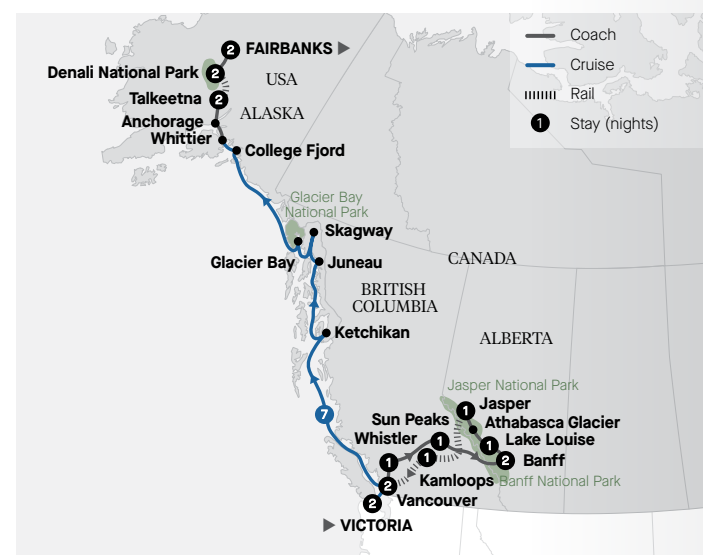 Coach
Cruise
Rail
1 Stay (nights)
2 FAIRBANKS
Denali National Park 2
USA
Talkeetna 2
ALASKA
Anchorage
Whittier
College Fjord
Glacier Bay
National Park
Skagway
Glacier Bay
Juneau
CANADA
BRITISH
COLUMBIA
Ketchikan
ALBERTA
Jasper National Park
1 Jasper
7
Sun Peaks
Athabasca Glacier
Whistler 1
1 Lake Louise
1
1
2 Banff
Kamloops
Banff National Park
2
Vancouver
2
VICTORIA